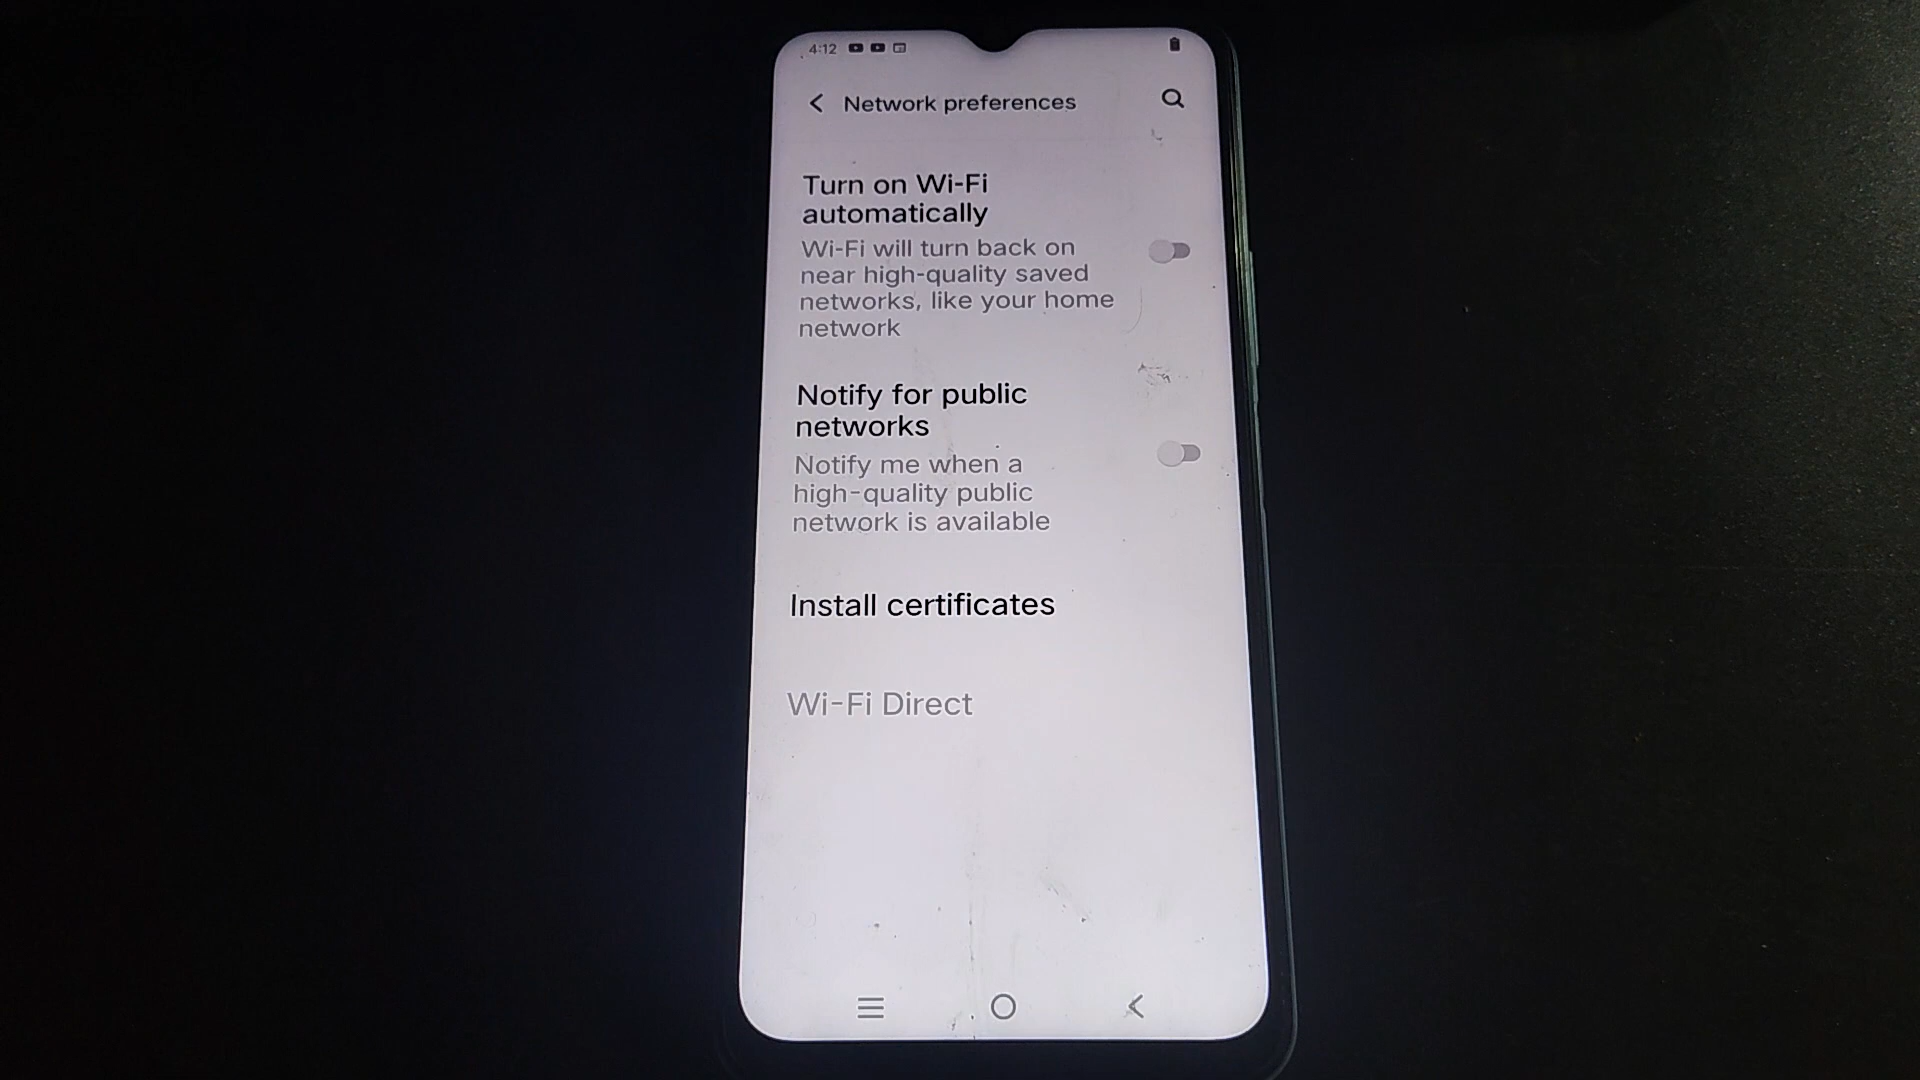 4:12
Network preferences
Turn on Wi-Fi
automatically
Wi-Fi will turn back on
near high-quality saved
networks, like your home
network
Notify for public
networks
Notify me when a
high-quality public
network is available
Install certificates
Wi-Fi Direct